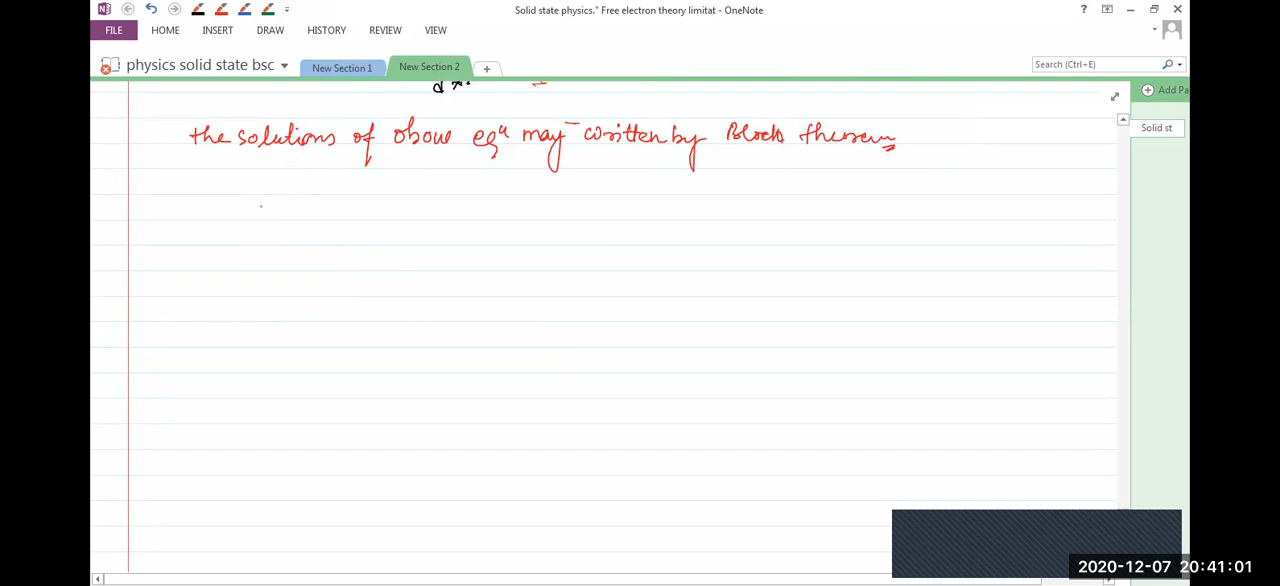 Solid state physics." Free electron theory limitat - OneNote
FILE HOME INSERT DRAW HISTORY REVIEW VIEW
physics solid state bsc New Section 1 New Section 2 + Search (Ctrl+E)
Add Pa
Solid st
the solutions of above eqn may written by Bloch theorem
2020-12-07 20:41:01